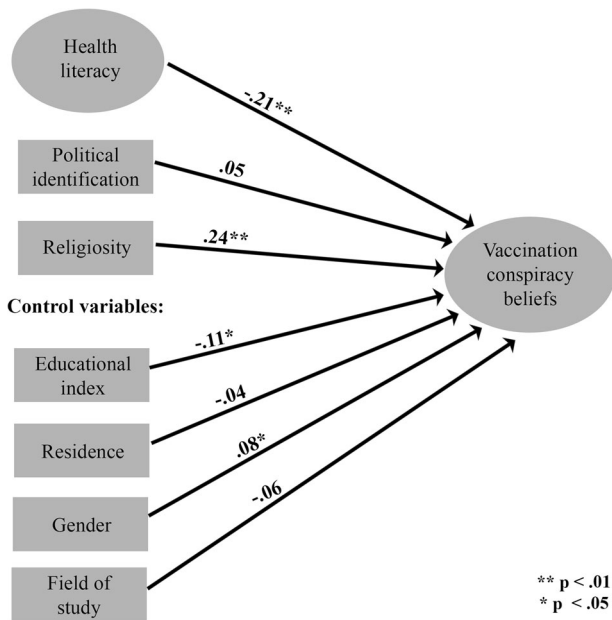 Health
literacy
-.21**
Political
identification
.05
Religiosity
.24**
Vaccination
conspiracy
beliefs
Control variables:
Educational
index
-.11*
Residence
-.04
Gender
.08*
Field of
study
-.06
** p < .01
* p < .05